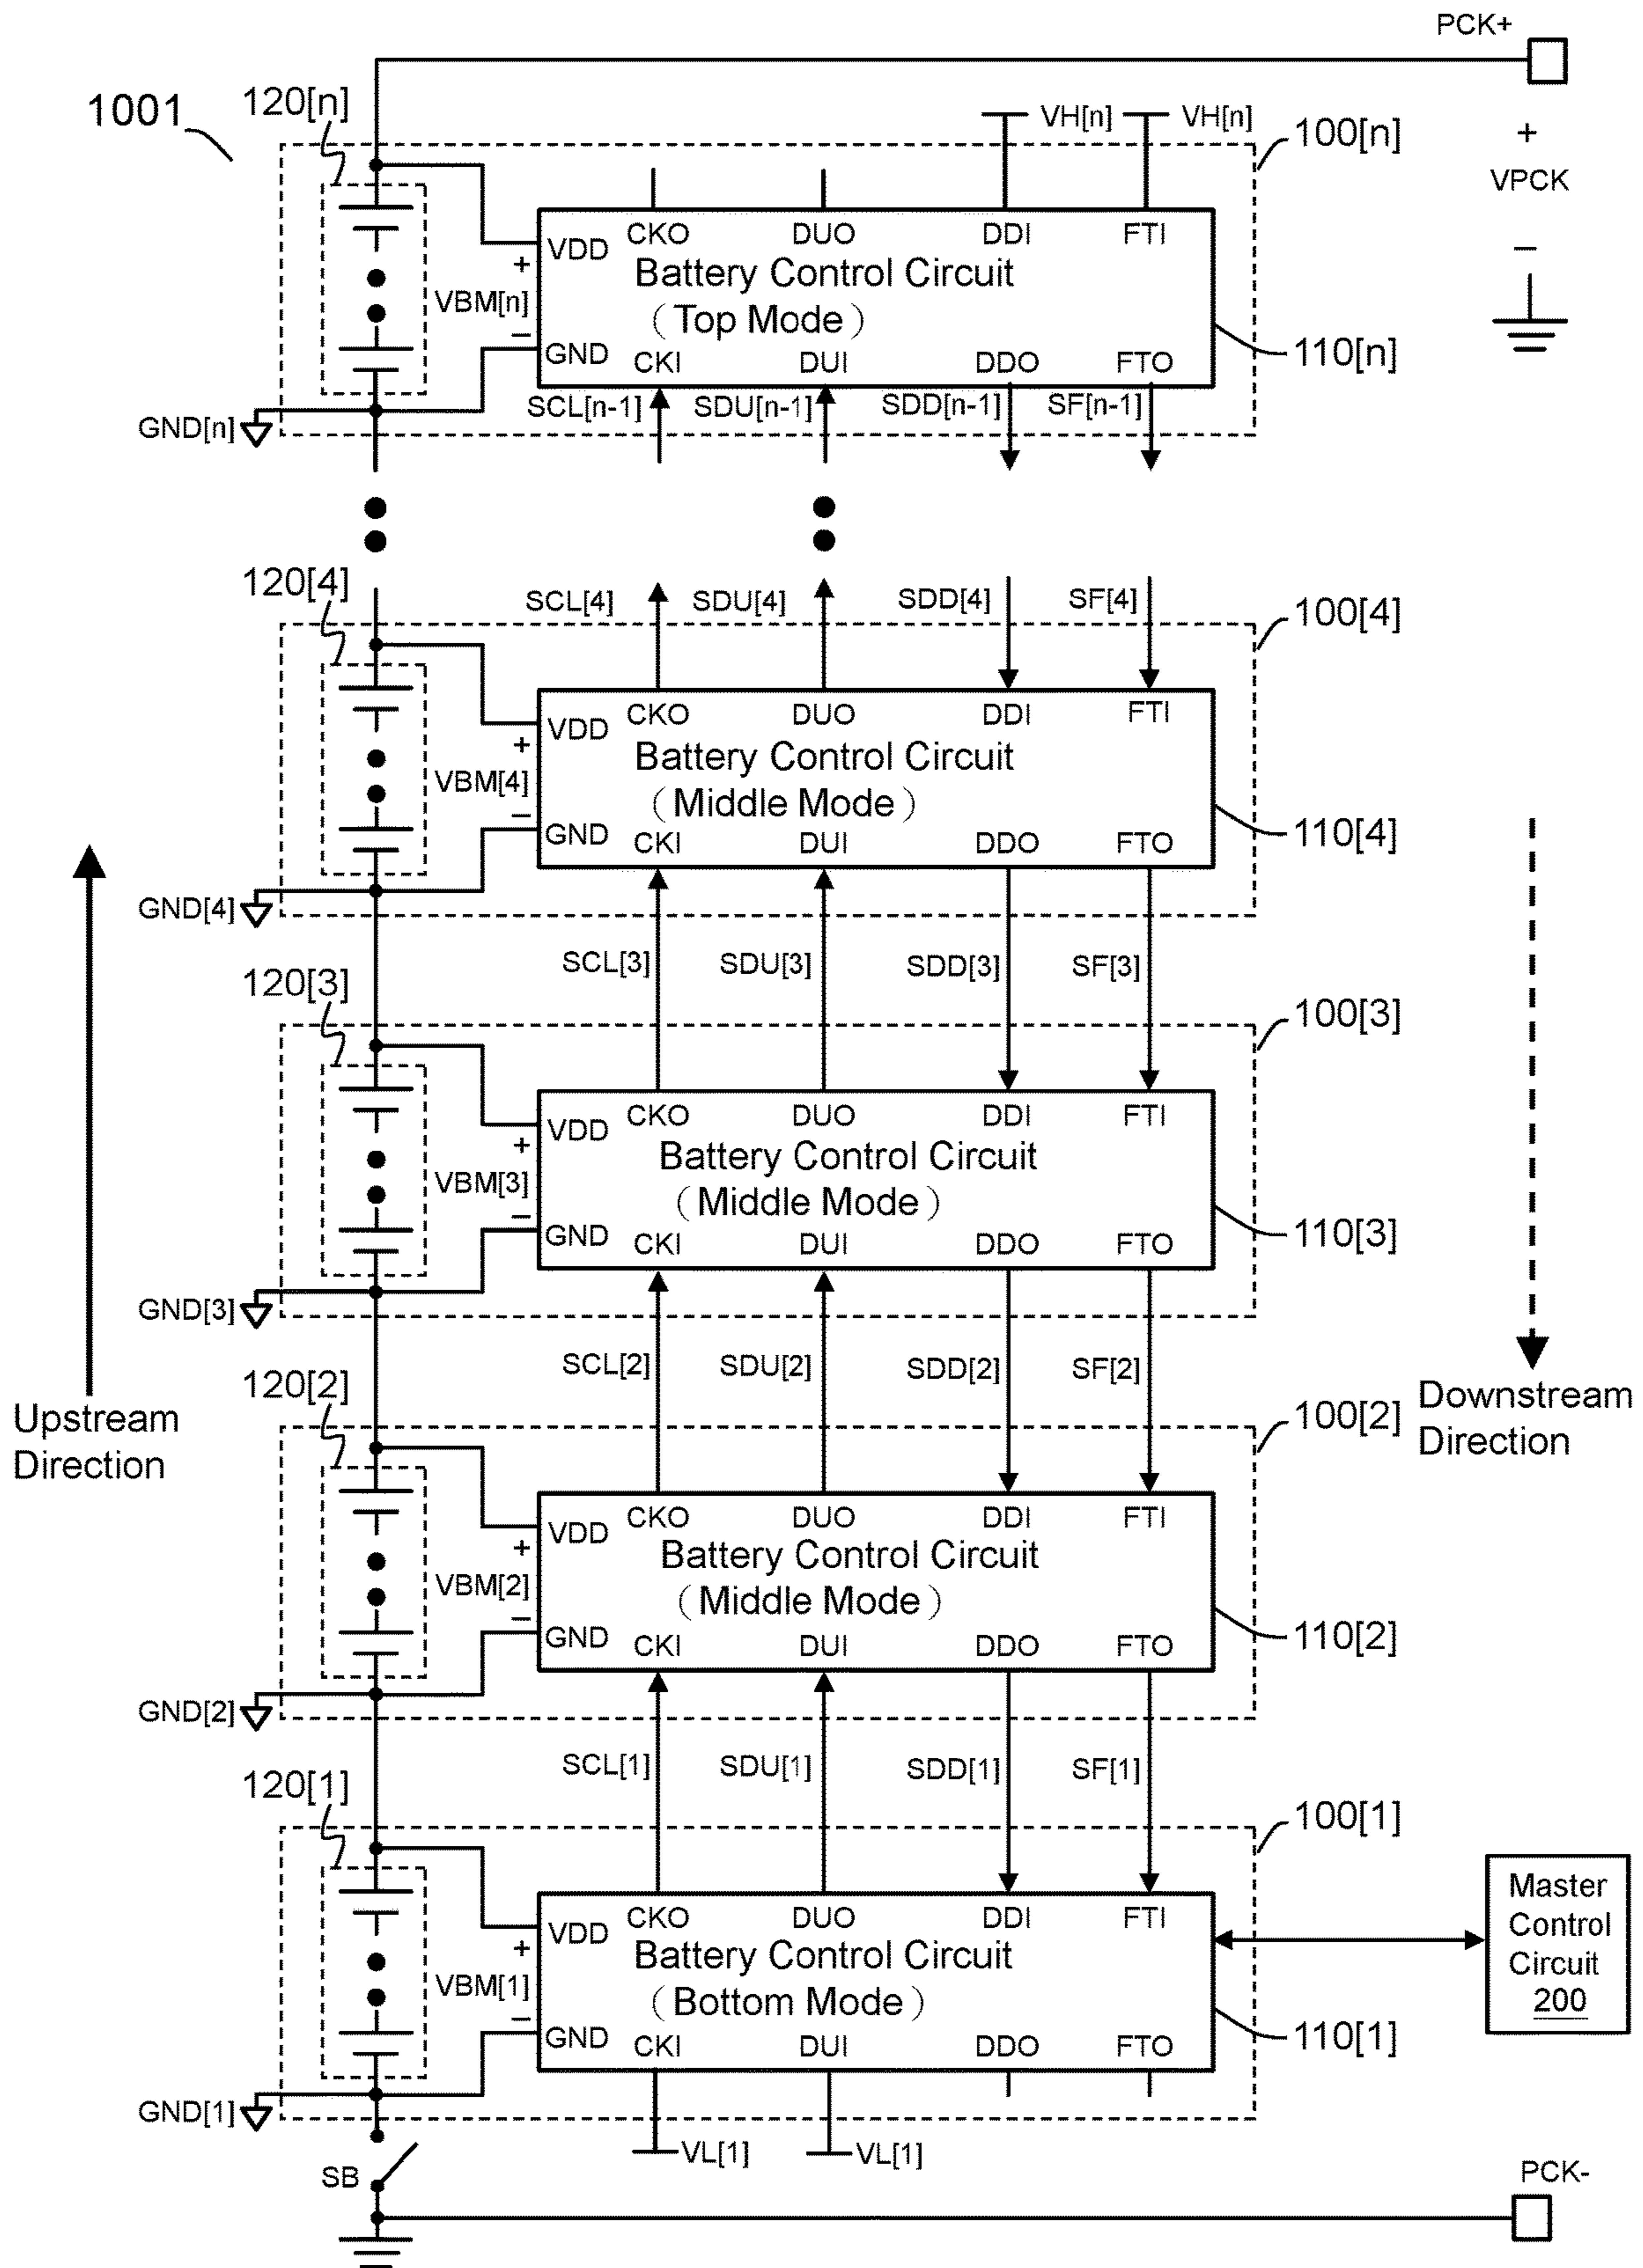 PCK+
1001
120[n]
VH[n]
VH[n]
100[n]
+
VPCK
−
CKO
DUO
DDI
FTI
VDD
+
VBM[n]
−
GND
Battery Control Circuit
(Top Mode)
CKI
DUI
DDO
FTO
110[n]
GND[n]
SCL[n-1]
SDU[n-1]
SDD[n-1]
SF[n-1]
120[4]
SCL[4]
SDU[4]
SDD[4]
SF[4]
100[4]
CKO
DUO
DDI
FTI
VDD
+
VBM[4]
−
GND
Battery Control Circuit
(Middle Mode)
CKI
DUI
DDO
FTO
110[4]
GND[4]
SCL[3]
SDU[3]
SDD[3]
SF[3]
120[3]
100[3]
CKO
DUO
DDI
FTI
VDD
+
VBM[3]
−
GND
Battery Control Circuit
(Middle Mode)
CKI
DUI
DDO
FTO
110[3]
GND[3]
SCL[2]
SDU[2]
SDD[2]
SF[2]
Upstream
Direction
Downstream
Direction
120[2]
100[2]
CKO
DUO
DDI
FTI
VDD
+
VBM[2]
−
GND
Battery Control Circuit
(Middle Mode)
CKI
DUI
DDO
FTO
110[2]
GND[2]
SCL[1]
SDU[1]
SDD[1]
SF[1]
120[1]
100[1]
CKO
DUO
DDI
FTI
VDD
+
VBM[1]
−
GND
Battery Control Circuit
(Bottom Mode)
CKI
DUI
DDO
FTO
110[1]
Master
Control
Circuit
200
GND[1]
VL[1]
VL[1]
SB
PCK-